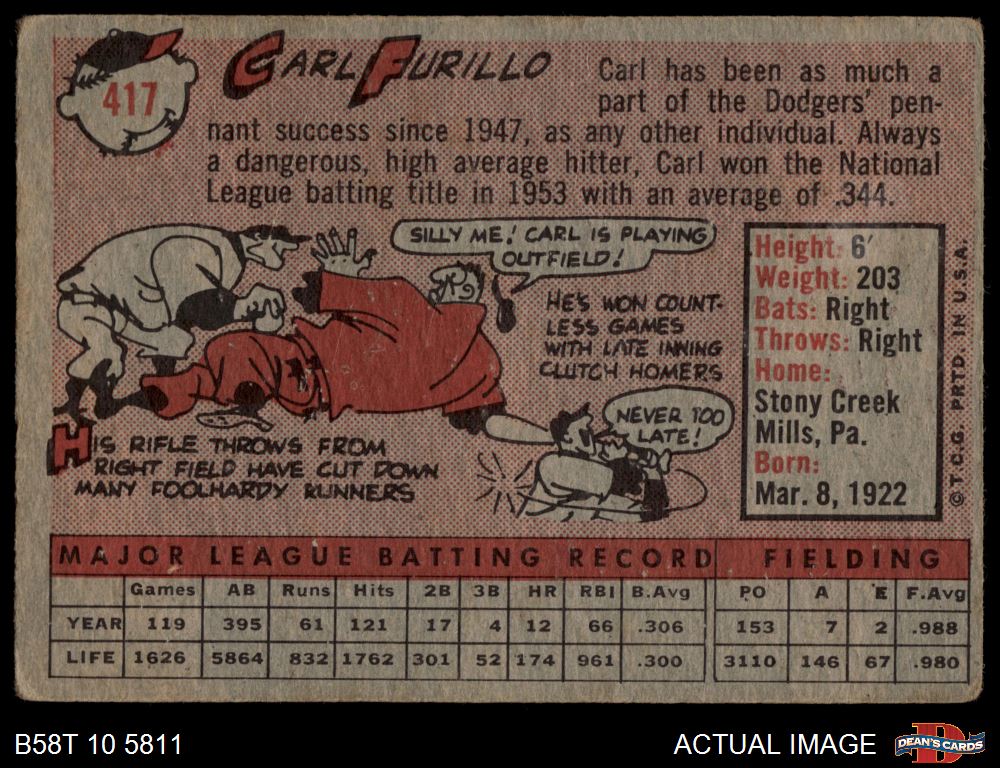 417
CARL FURILLO
Carl has been as much a
part of the Dodgers' pen-
nant success since 1947, as any other individual. Always
a dangerous, high average hitter, Carl won the National
League batting title in 1953 with an average of .344.
SILLY ME! CARL IS PLAYING
OUTFIELD!
HE'S WON COUNT-
LESS GAMES
WITH LATE INNING
CLUTCH HOMERS
NEVER TOO
LATE!
HIS RIFLE THROWS FROM
RIGHT FIELD HAVE CUT DOWN
MANY FOOLHARDY RUNNERS
Height: 6'
Weight: 203
Bats: Right
Throws: Right
Home:
Stony Creek
Mills, Pa.
Born:
Mar. 8, 1922
© T.C.G. PRTD. IN U.S.A.
MAJOR LEAGUE BATTING RECORD FIELDING
Games AB Runs Hits 2B 3B HR RBI B.Avg PO A E F.Avg
YEAR 119 395 61 121 17 4 12 66 .306 153 7 2 .988
LIFE 1626 5864 832 1762 301 52 174 961 .300 3110 146 67 .980
B58T 10 5811
ACTUAL IMAGE
D
DEAN'S CARDS